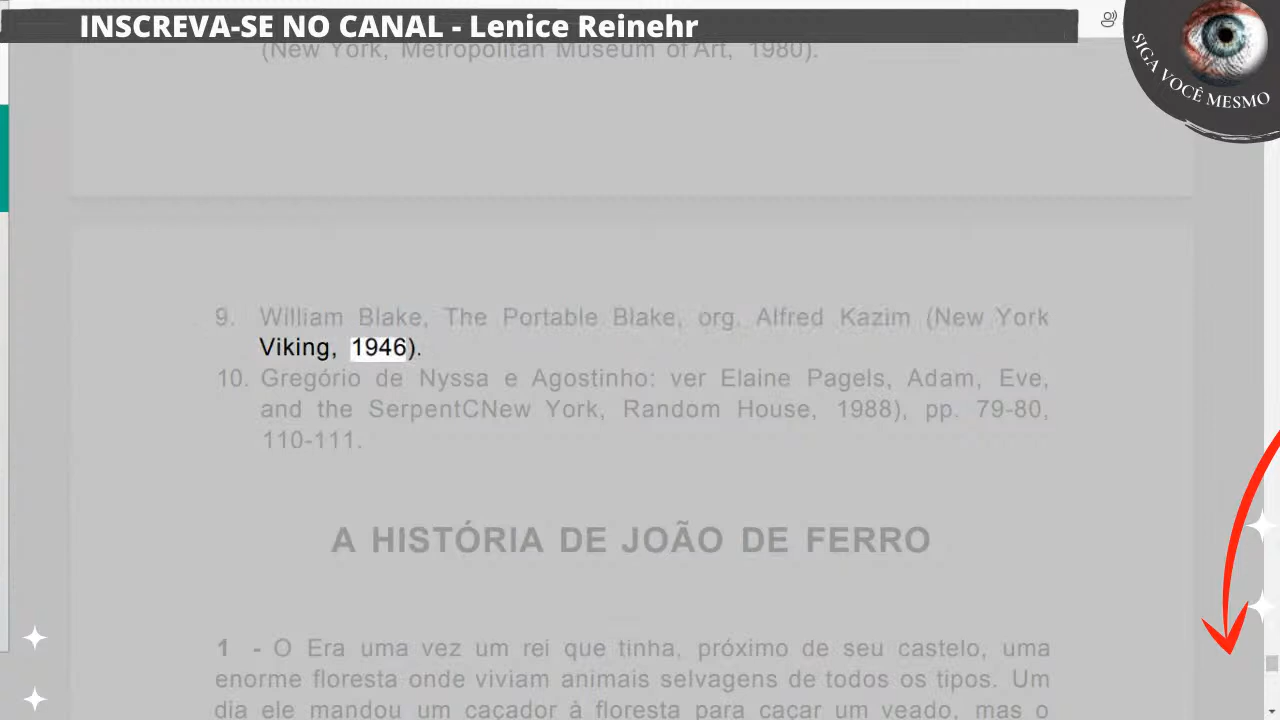 INSCREVA-SE NO CANAL - Lenice Reinehr
SIGA VOCÊ MESMO
(New York, Metropolitan Museum of Art, 1980).
9. William Blake, The Portable Blake, org. Alfred Kazim (New York
Viking, 1946).
10. Gregório de Nyssa e Agostinho: ver Elaine Pagels, Adam, Eve,
and the SerpentCNew York, Random House, 1988), pp. 79-80,
110-111.
A HISTÓRIA DE JOÃO DE FERRO
1 - O Era uma vez um rei que tinha, próximo de seu castelo, uma
enorme floresta onde viviam animais selvagens de todos os tipos. Um
dia ele mandou um caçador à floresta para caçar um veado, mas o